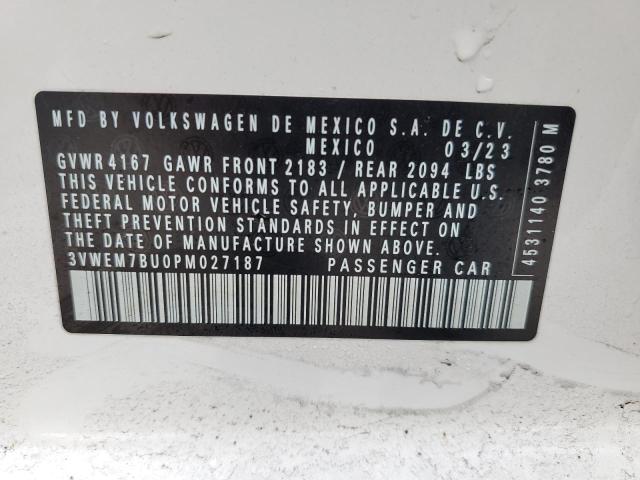 MFD BY VOLKSWAGEN DE MEXICO S.A. DE C.V.
MEXICO 03/23
GVWR 4167 GAWR FRONT 2183 / REAR 2094 LBS
THIS VEHICLE CONFORMS TO ALL APPLICABLE U.S.
FEDERAL MOTOR VEHICLE SAFETY, BUMPER AND
THEFT PREVENTION STANDARDS IN EFFECT ON
THE DATE OF MANUFACTURE SHOWN ABOVE.
3VWEM7BU0PM027187 PASSENGER CAR
4531140 3780 M